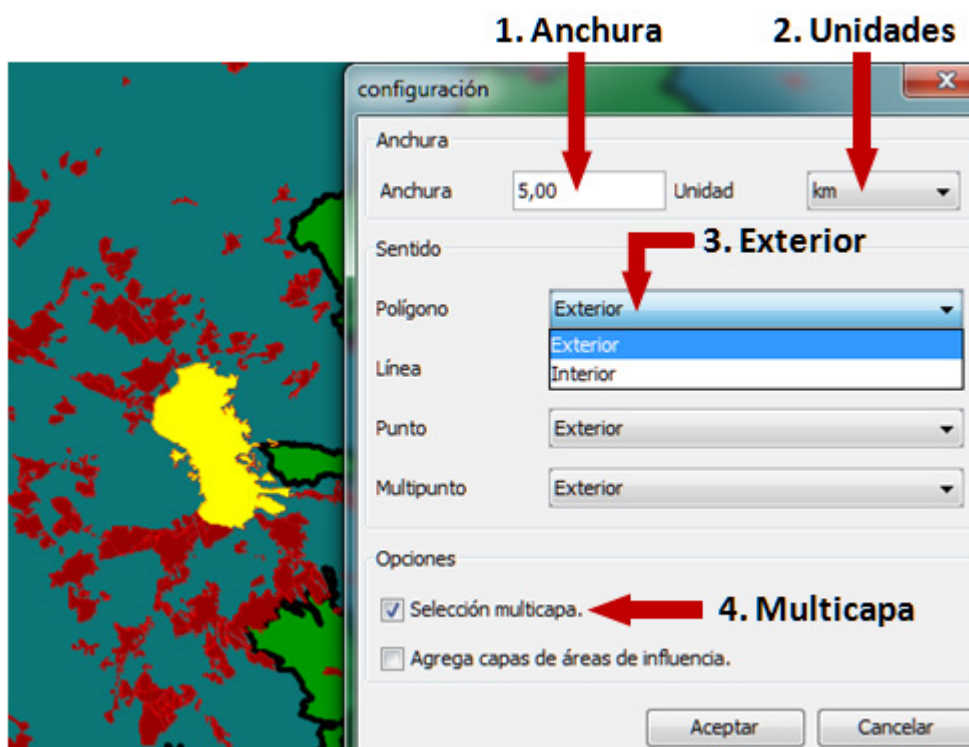 1. Anchura 2. Unidades
configuración
Anchura
Anchura 5,00 Unidad km
3. Exterior
Sentido
Polígono Exterior
Exterior
Línea Interior
Punto Exterior
Multipunto Exterior
Opciones
Selección multicapa. 4. Multicapa
Agrega capas de áreas de influencia.
Aceptar Cancelar